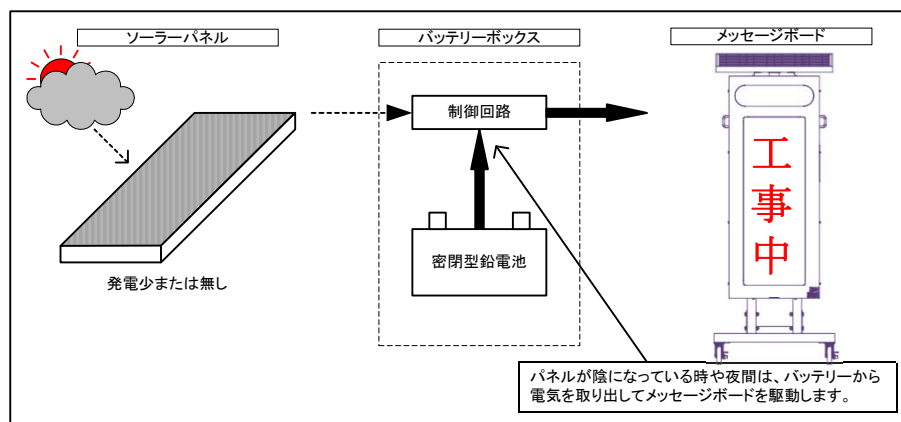 ソーラーパネル
バッテリーボックス
メッセージボード
制御回路
密閉型鉛電池
発電少または無し
工
事
中
パネルが陰になっている時や夜間は、バッテリーから
電気を取り出してメッセージボードを駆動します。